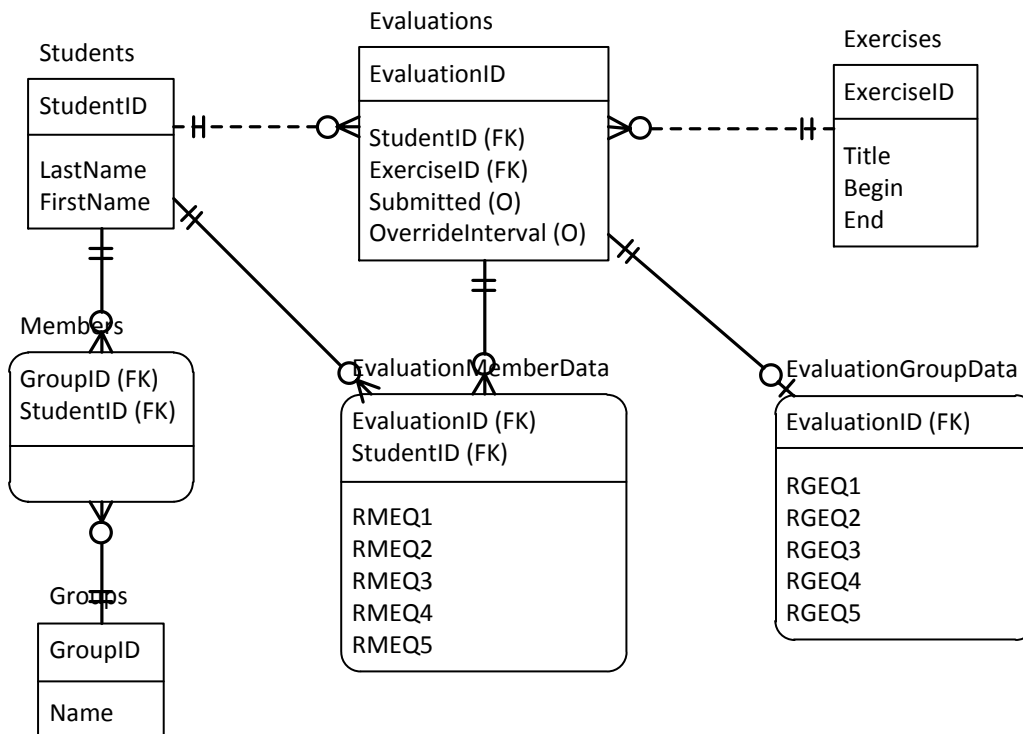 Students
StudentID
LastName
FirstName
Evaluations
EvaluationID
StudentID (FK)
ExerciseID (FK)
Submitted (O)
OverrideInterval (O)
Exercises
ExerciseID
Title
Begin
End
Members
GroupID (FK)
StudentID (FK)
EvaluationMemberData
EvaluationID (FK)
StudentID (FK)
RMEQ1
RMEQ2
RMEQ3
RMEQ4
RMEQ5
EvaluationGroupData
EvaluationID (FK)
RGEQ1
RGEQ2
RGEQ3
RGEQ4
RGEQ5
Groups
GroupID
Name